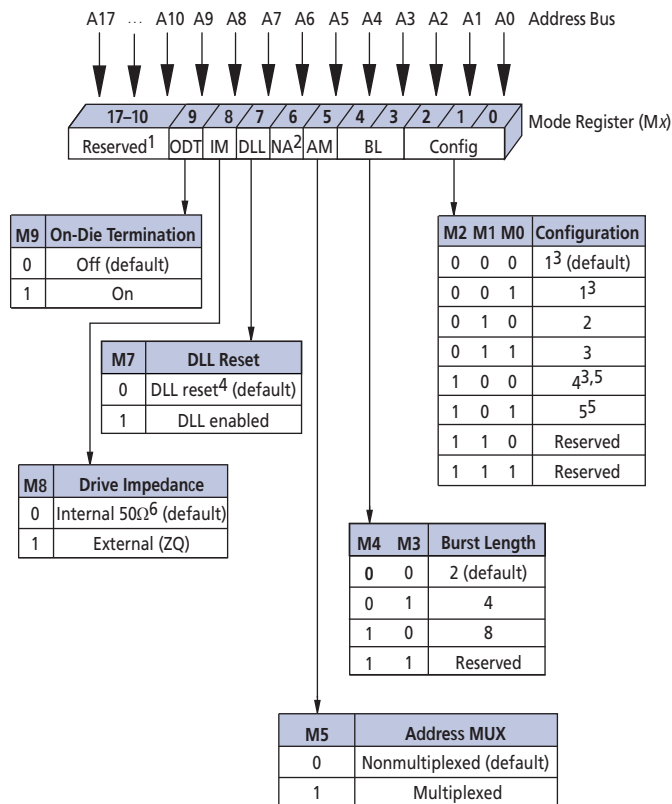 A17 ... A10 A9 A8 A7 A6 A5 A4 A3 A2 A1 A0 Address Bus
17–10 9 8 7 6 5 4 3 2 1 0 Mode Register (Mx)
Reserved1 ODT IM DLL NA2 AM BL Config
M9 On-Die Termination
0 Off (default)
1 On
M2 M1 M0 Configuration
0 0 0 13 (default)
0 0 1 13
0 1 0 2
0 1 1 3
1 0 0 43,5
1 0 1 55
1 1 0 Reserved
1 1 1 Reserved
M7 DLL Reset
0 DLL reset4 (default)
1 DLL enabled
M8 Drive Impedance
0 Internal 50Ω6 (default)
1 External (ZQ)
M4 M3 Burst Length
0 0 2 (default)
0 1 4
1 0 8
1 1 Reserved
M5 Address MUX
0 Nonmultiplexed (default)
1 Multiplexed